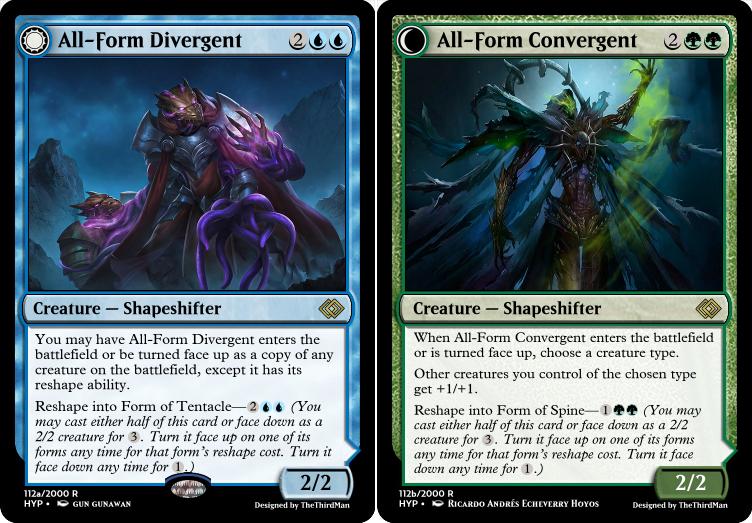 All-Form Divergent 2
Creature — Shapeshifter
You may have All-Form Divergent enters the
battlefield or be turned face up as a copy of any
creature on the battlefield, except it has its
reshape ability.
Reshape into Form of Tentacle—2 (You
may cast either half of this card or face down as a
2/2 creature for 3. Turn it face up on one of its
forms any time for that form's reshape cost. Turn it
face down any time for 1.)
2/2
112a/2000 R
HYP • GUN GUNAWAN
Designed by TheThirdMan
All-Form Convergent 2
Creature — Shapeshifter
When All-Form Convergent enters the battlefield
or is turned face up, choose a creature type.
Other creatures you control of the chosen type
get +1/+1.
Reshape into Form of Spine—1 (You may
cast either half of this card or face down as a
2/2 creature for 3. Turn it face up on one of its
forms any time for that form's reshape cost. Turn it
face down any time for 1.)
2/2
112b/2000 R
HYP • RICARDO ANDRÉS ECHEVERRY HOYOS
Designed by TheThirdMan